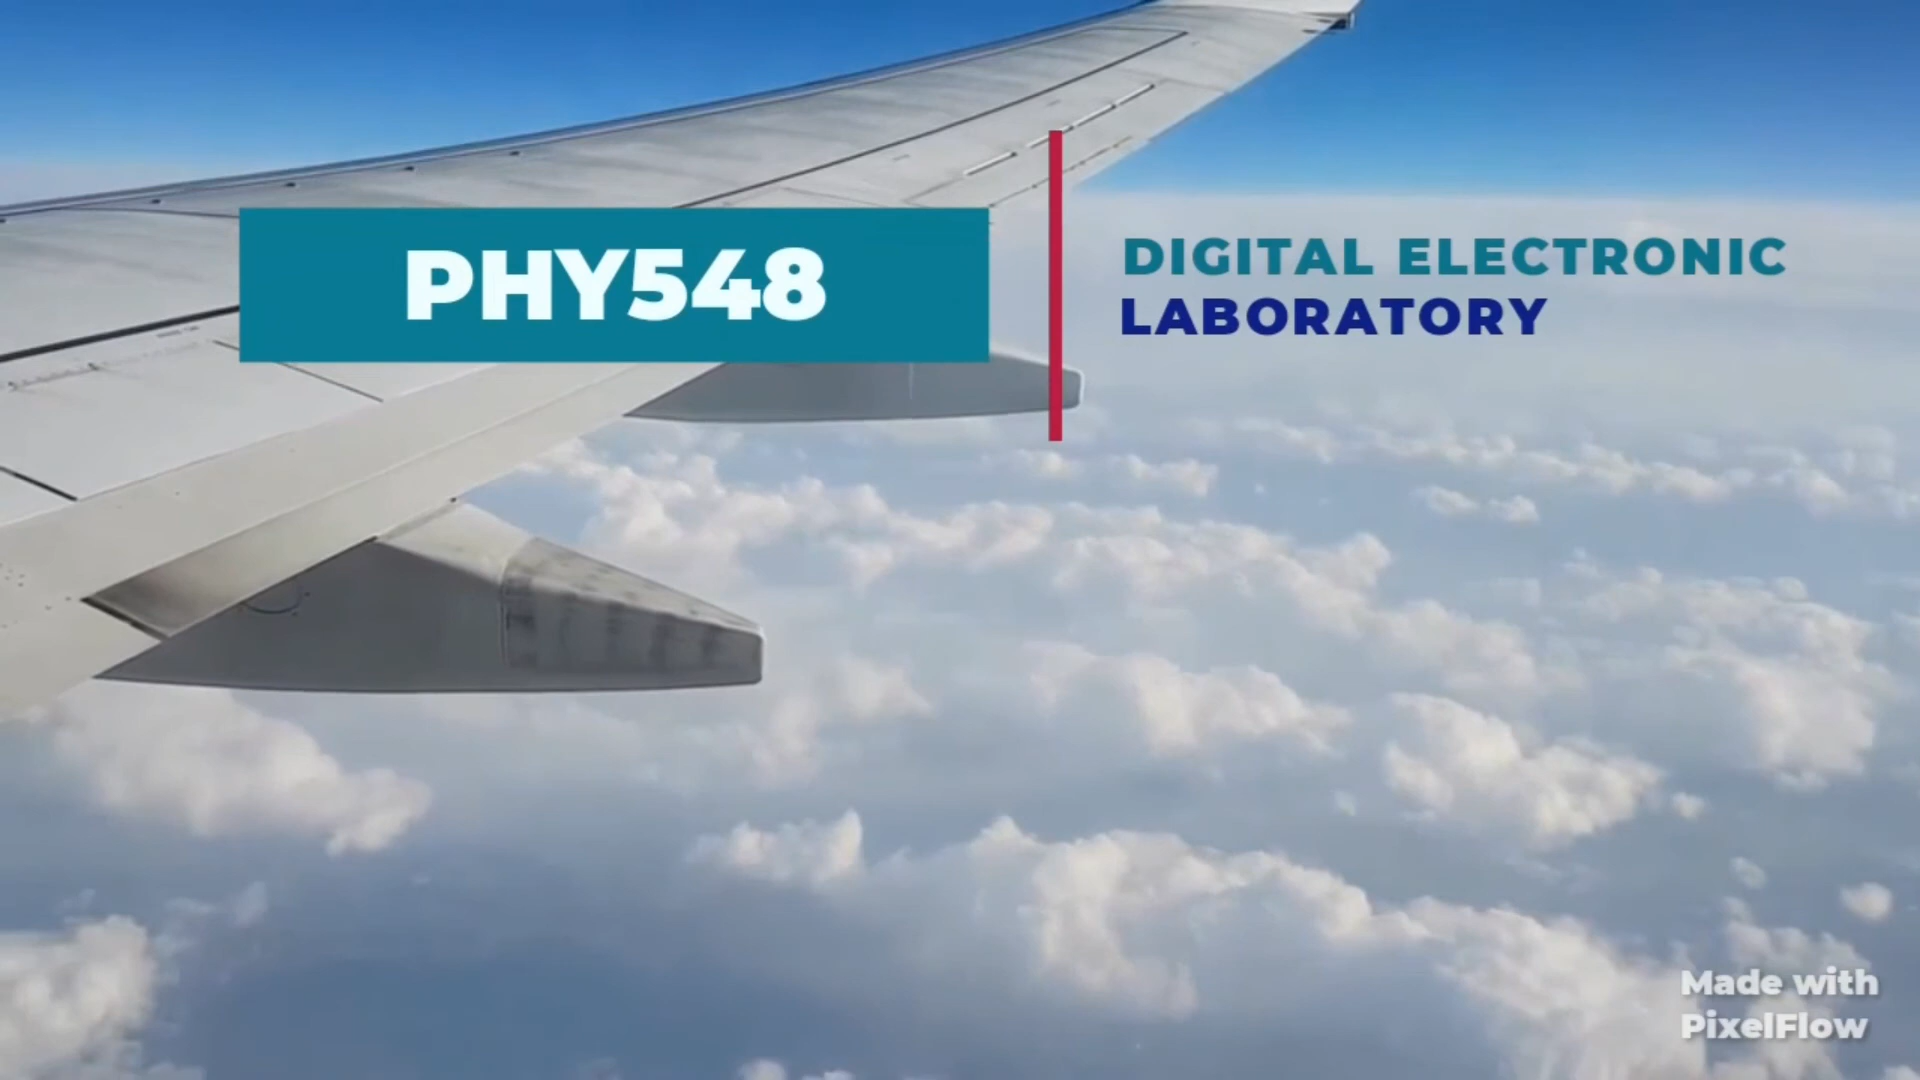 PHY548
DIGITAL ELECTRONIC
LABORATORY
Made with
PixelFlow